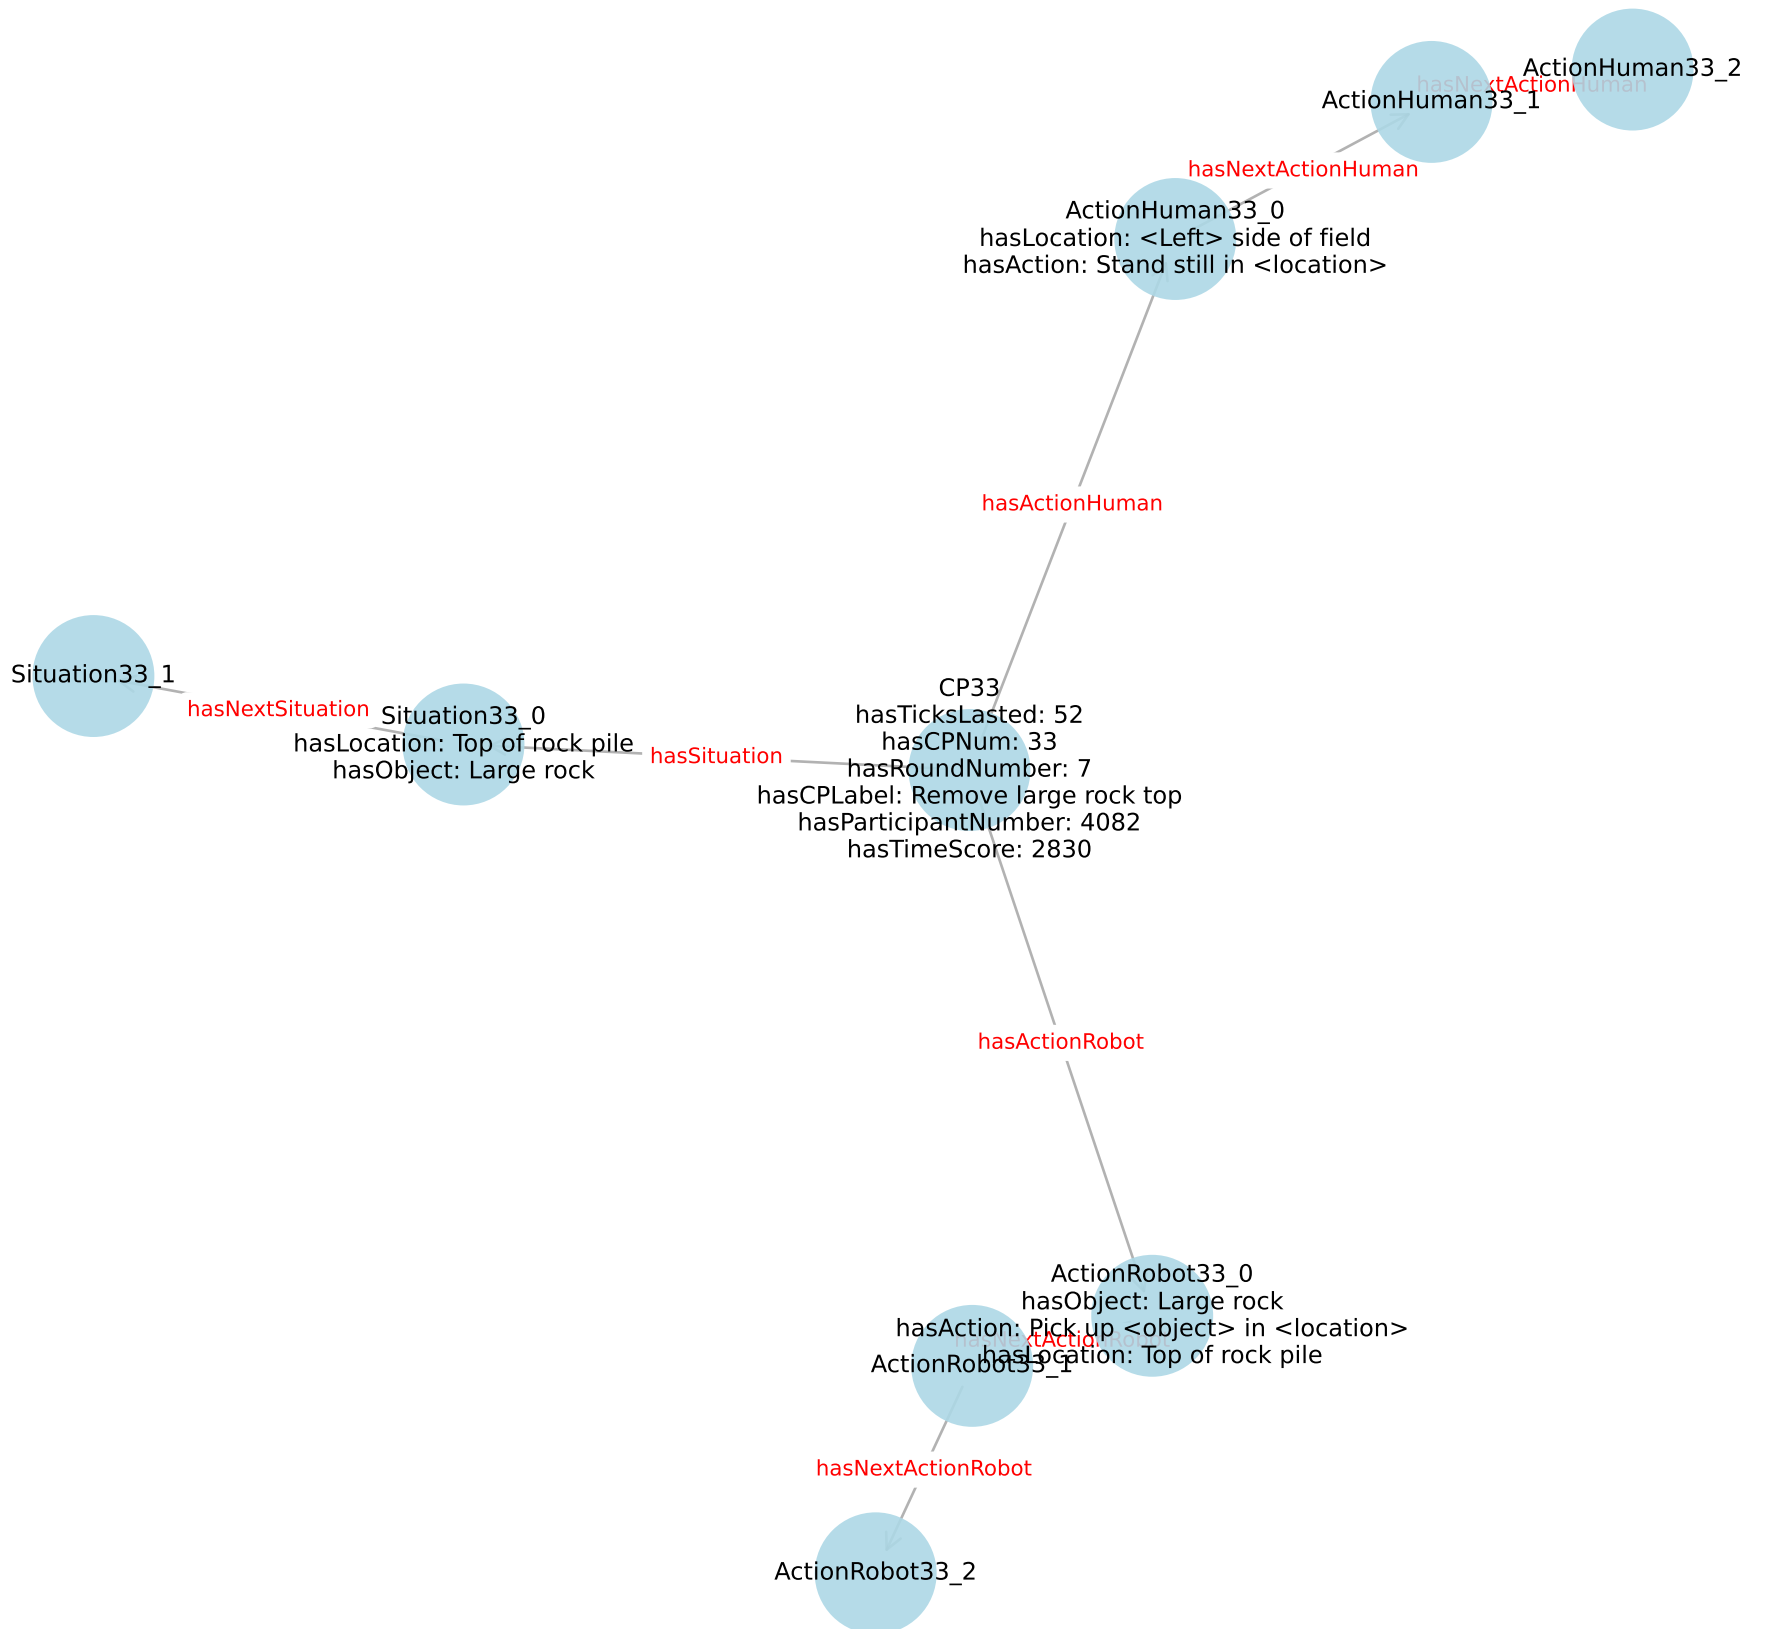 ActionHuman33_2
hasNextActionHuman
ActionHuman33_1
hasNextActionHuman
ActionHuman33_0
hasLocation: <Left> side of field
hasAction: Stand still in <location>
hasActionHuman
Situation33_1
hasNextSituation
Situation33_0
hasLocation: Top of rock pile
hasObject: Large rock
hasSituation
CP33
hasTicksLasted: 52
hasCPNum: 33
hasRoundNumber: 7
hasCPLabel: Remove large rock top
hasParticipantNumber: 4082
hasTimeScore: 2830
hasActionRobot
ActionRobot33_0
hasObject: Large rock
hasAction: Pick up <object> in <location>
hasLocation: Top of rock pile
hasNextActionRobot
ActionRobot33_1
hasNextActionRobot
ActionRobot33_2